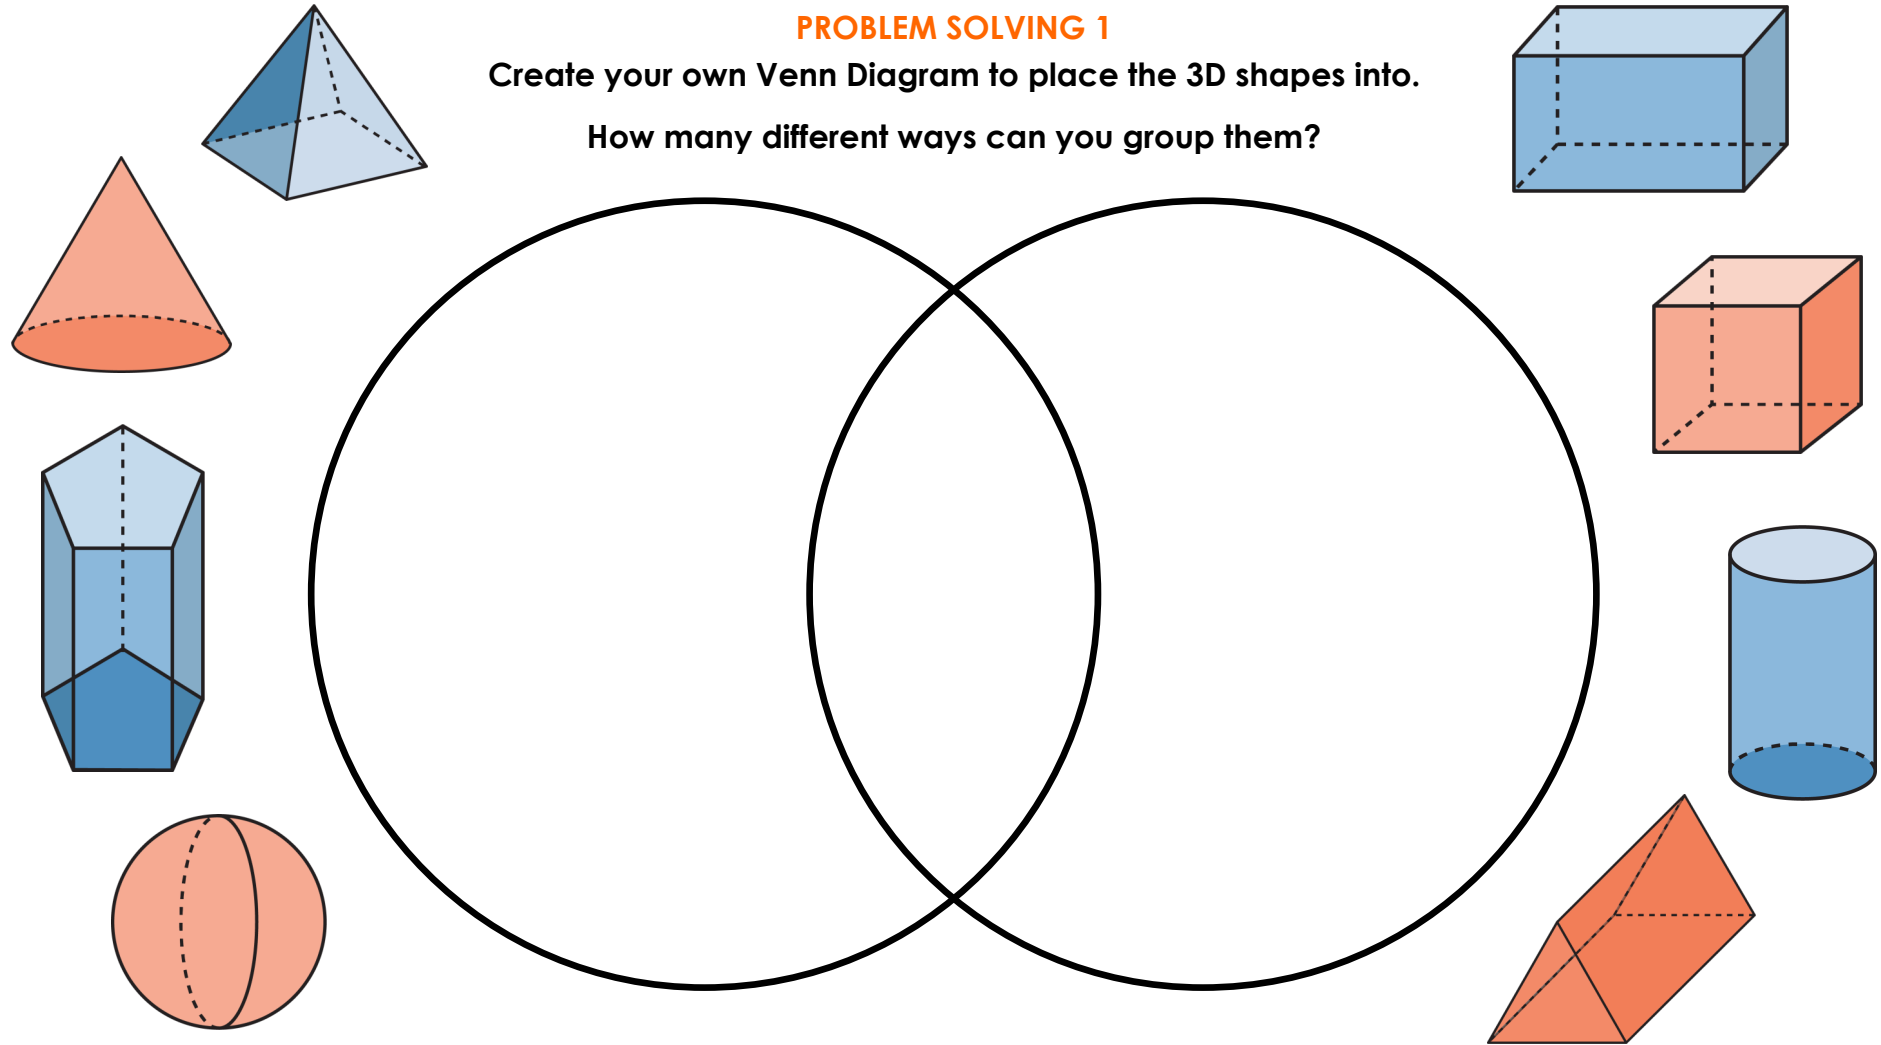 PROBLEM SOLVING 1
Create your own Venn Diagram to place the 3D shapes into.
How many different ways can you group them?